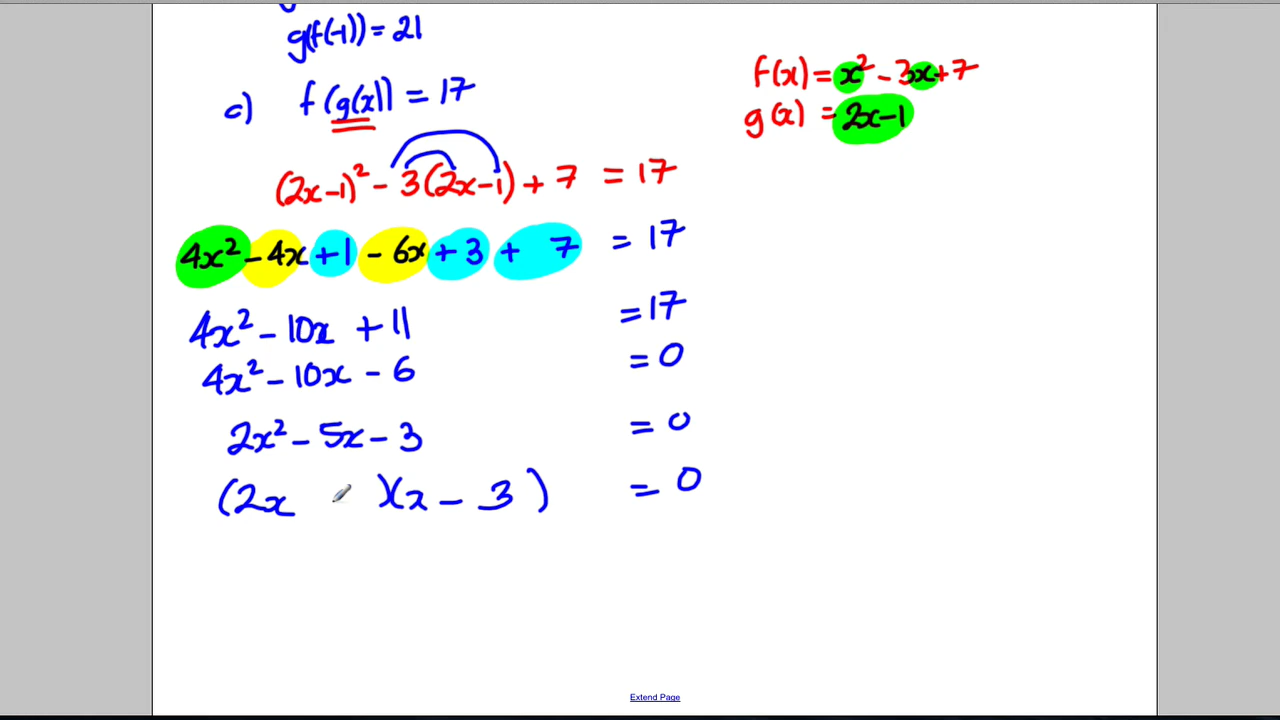 g(f(-1)) = 21
f(x) = x² - 3x + 7
g(x) = 2x-1
c) f(g(x)) = 17
(2x-1)² - 3(2x-1) + 7 = 17
4x² - 4x + 1 - 6x + 3 + 7 = 17
4x² - 10x + 11 = 17
4x² - 10x - 6 = 0
2x² - 5x - 3 = 0
(2x )(x - 3) = 0
Extend Page